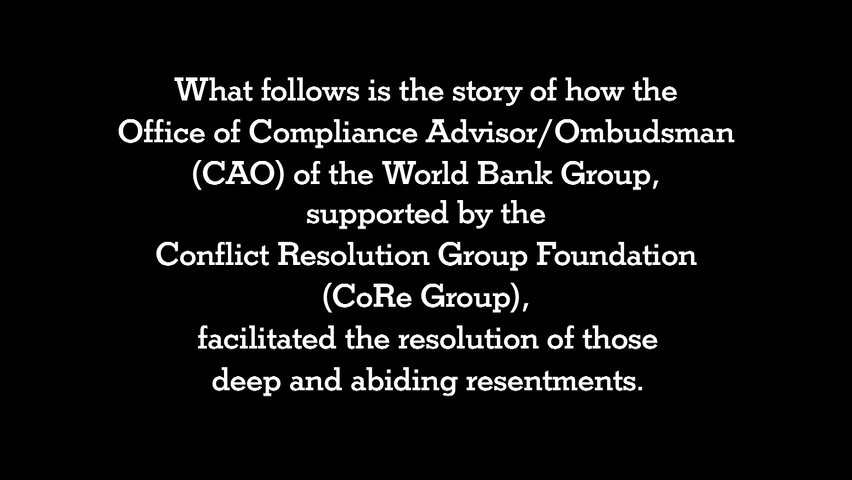 What follows is the story of how the
Office of Compliance Advisor/Ombudsman
(CAO) of the World Bank Group,
supported by the
Conflict Resolution Group Foundation
(CoRe Group),
facilitated the resolution of those
deep and abiding resentments.